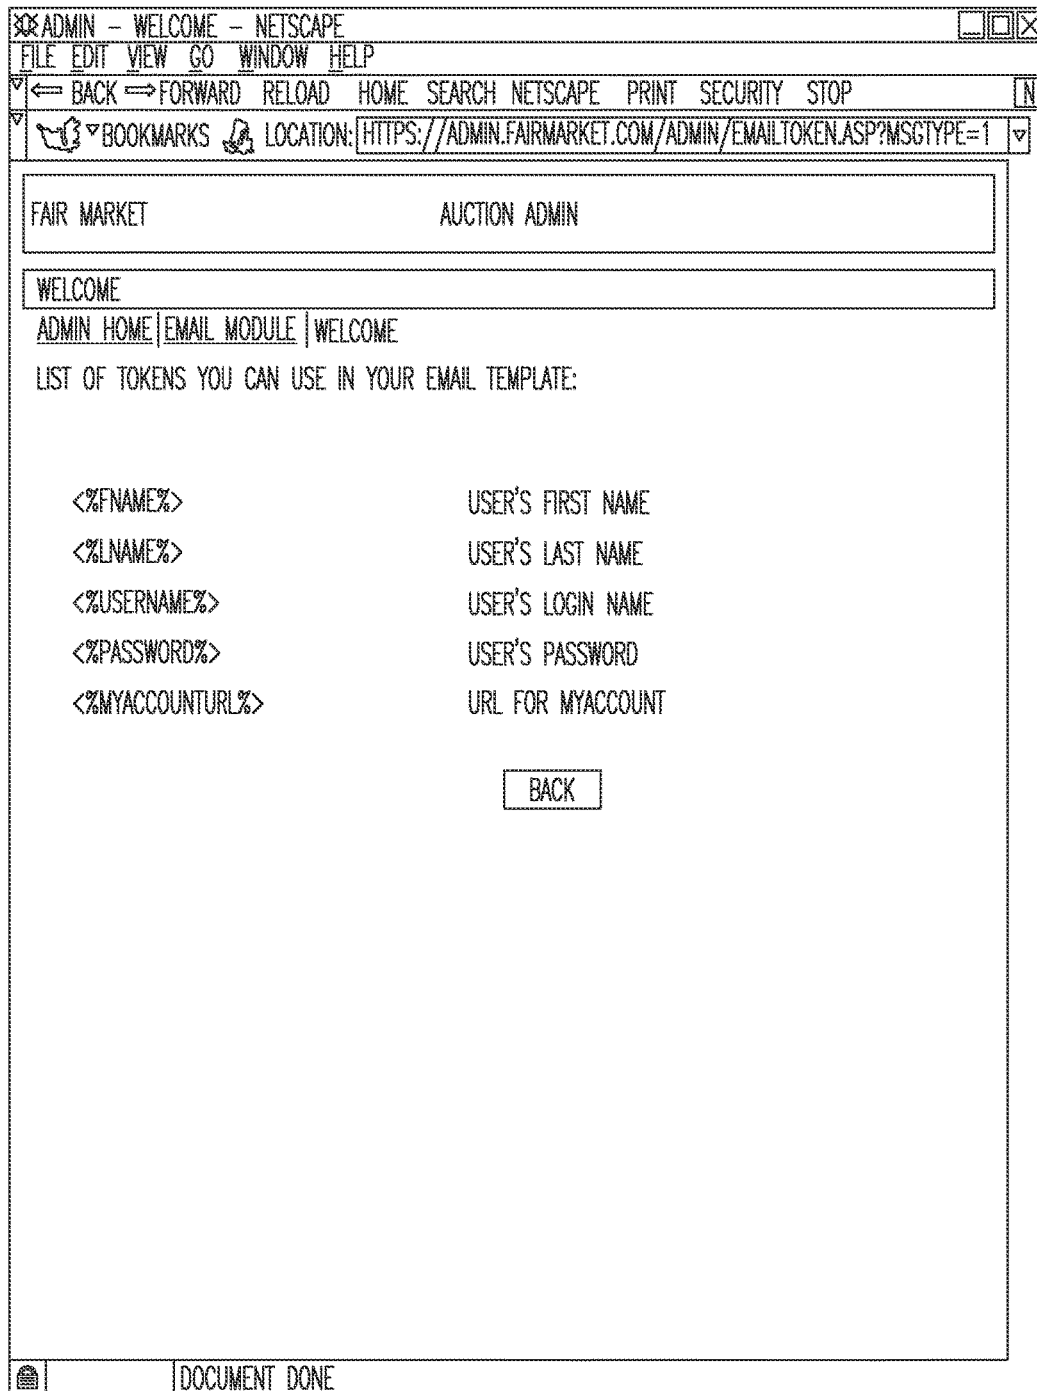 ADMIN – WELCOME – NETSCAPE
FILE EDIT VIEW GO WINDOW HELP
BACK FORWARD RELOAD HOME SEARCH NETSCAPE PRINT SECURITY STOP N
BOOKMARKS LOCATION: HTTPS://ADMIN.FAIRMARKET.COM/ADMIN/EMAILTOKEN.ASP?MSGTYPE=1
FAIR MARKET AUCTION ADMIN
WELCOME
ADMIN HOME|EMAIL MODULE |WELCOME
LIST OF TOKENS YOU CAN USE IN YOUR EMAIL TEMPLATE:
<%FNAME%> USER'S FIRST NAME
<%LNAME%> USER'S LAST NAME
<%USERNAME%> USER'S LOGIN NAME
<%PASSWORD%> USER'S PASSWORD
<%MYACCOUNTURL%> URL FOR MYACCOUNT
BACK
DOCUMENT DONE